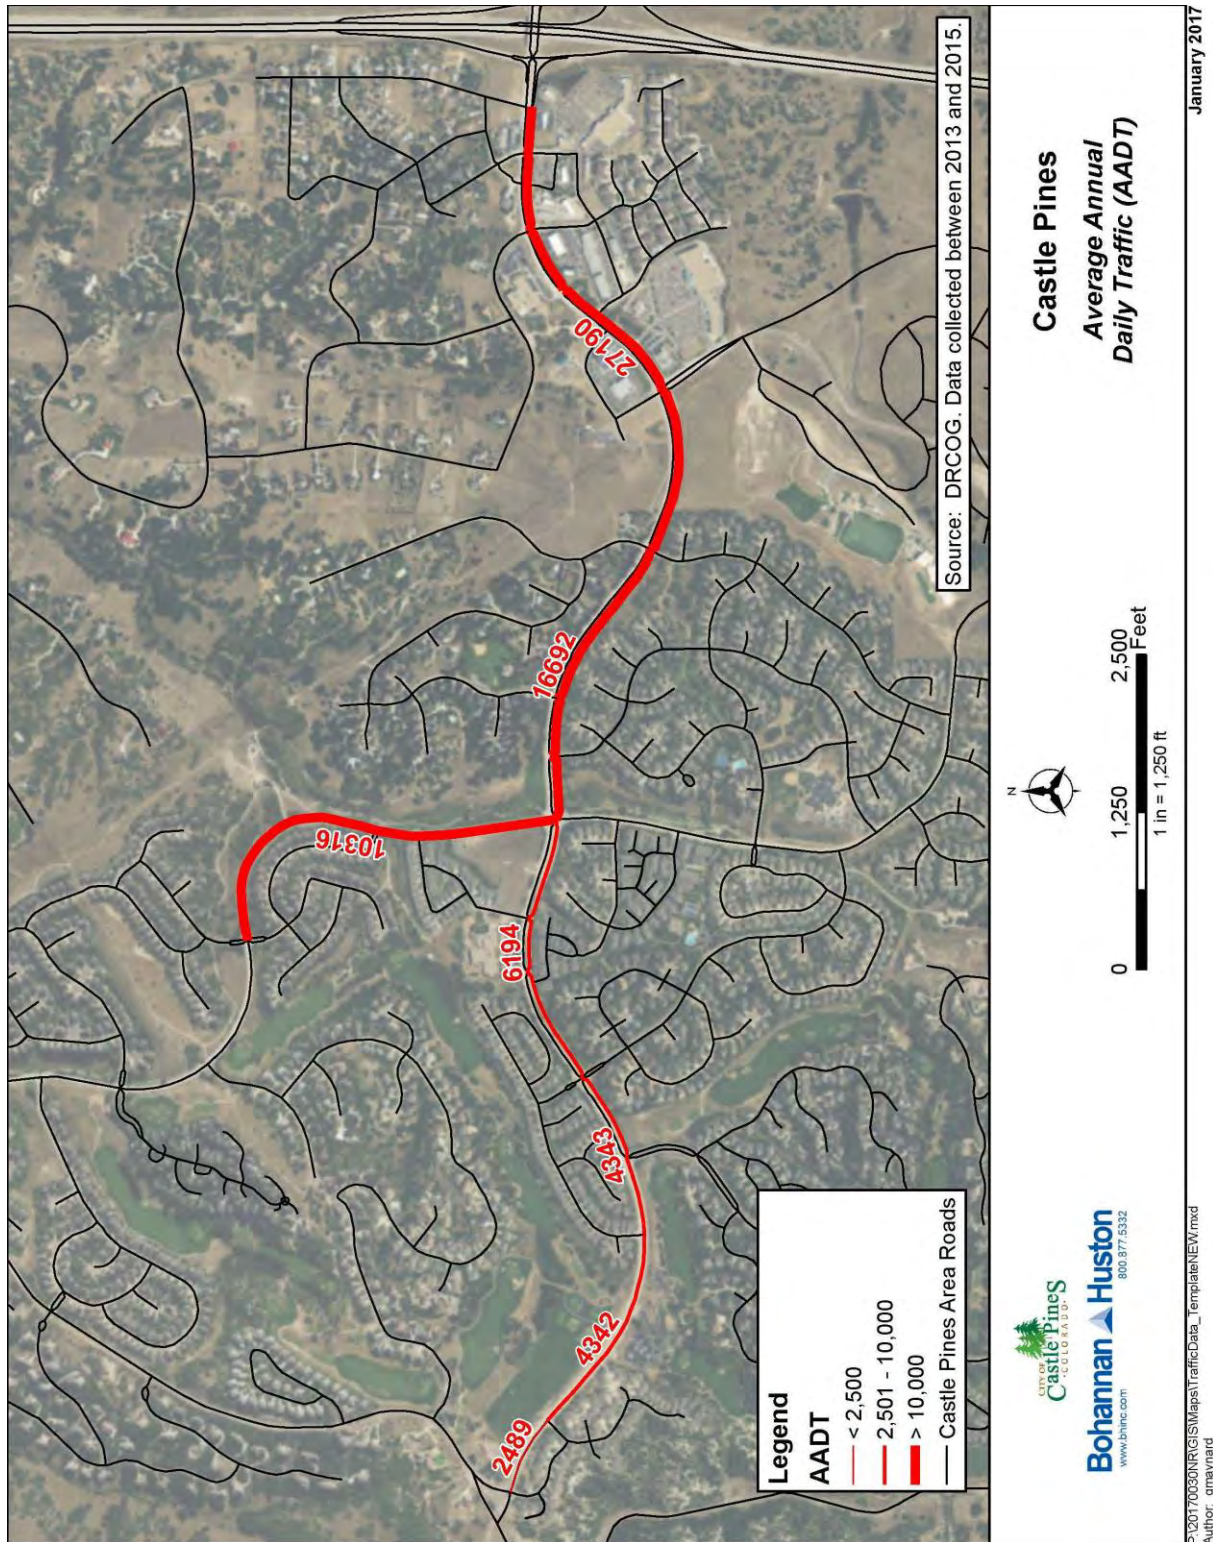 2489
4342
4343
6194
10316
16692
27190
Legend
AADT
< 2,500
2,501 - 10,000
> 10,000
Castle Pines Area Roads
Source: DRCOG. Data collected between 2013 and 2015.
CITY OF
Castle Pines
COLORADO
Bohannan Huston
www.bhinc.com
800.877.5332
N
0 1,250 2,500
Feet
1 in = 1,250 ft
Castle Pines
Average Annual
Daily Traffic (AADT)
P:\20170030\NR\GIS\Maps\TrafficData_TemplateNEW.mxd
Author: gmaynard
January 2017